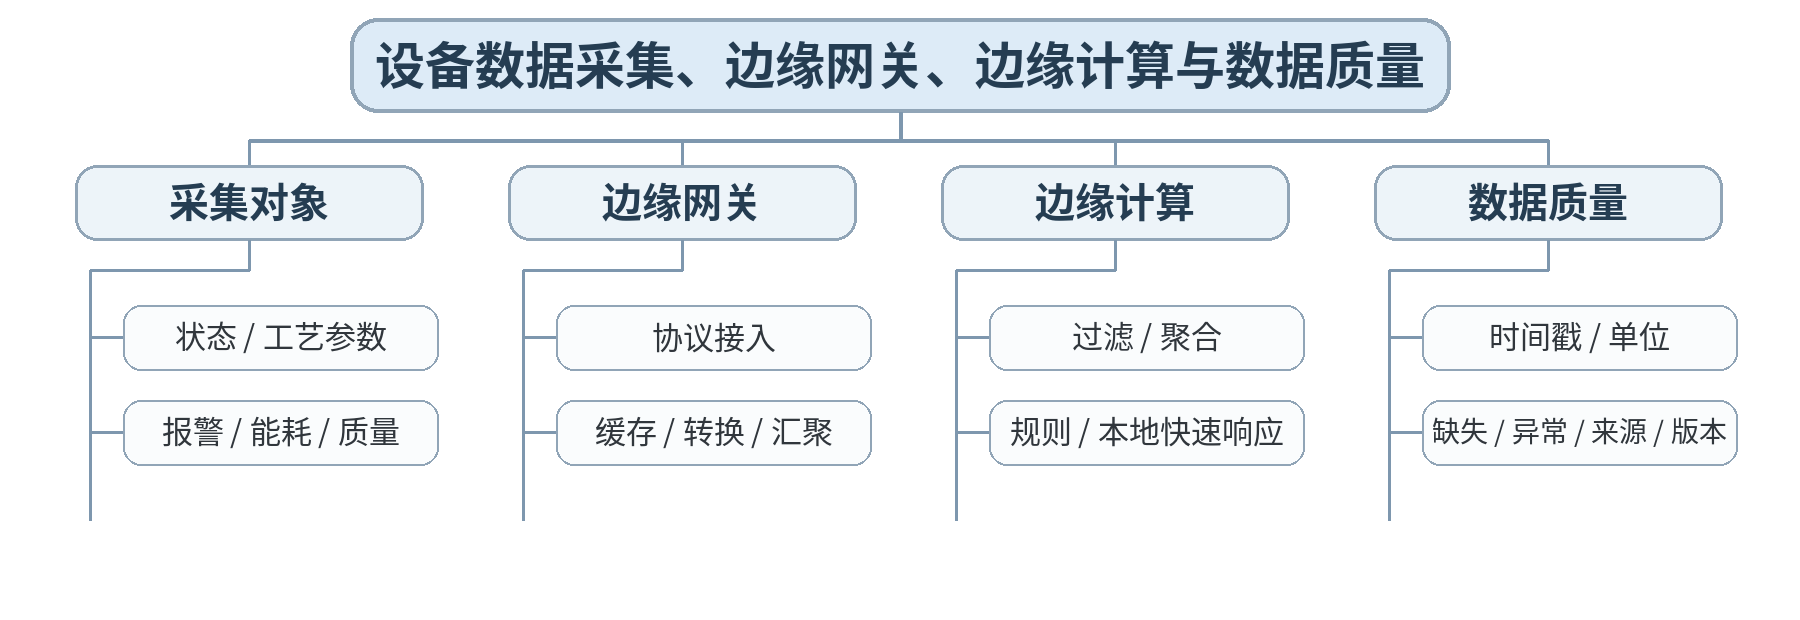 设备数据采集、边缘网关、边缘计算与数据质量
采集对象
状态 / 工艺参数
报警 / 能耗 / 质量
边缘网关
协议接入
缓存 / 转换 / 汇聚
边缘计算
过滤 / 聚合
规则 / 本地快速响应
数据质量
时间戳 / 单位
缺失 / 异常 / 来源 / 版本